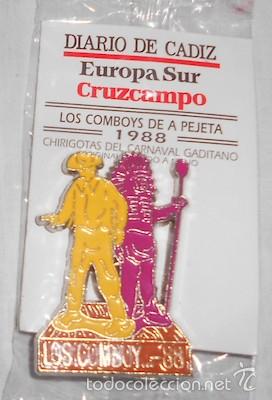 DIARIO DE CADIZ
Europa Sur
Cruzcampo
LOS COMBOYS DE A PEJETA
1988
CHIRIGOTAS DEL CARNAVAL GADITANO
LOS.COMBOY..-88
todocoleccion.net